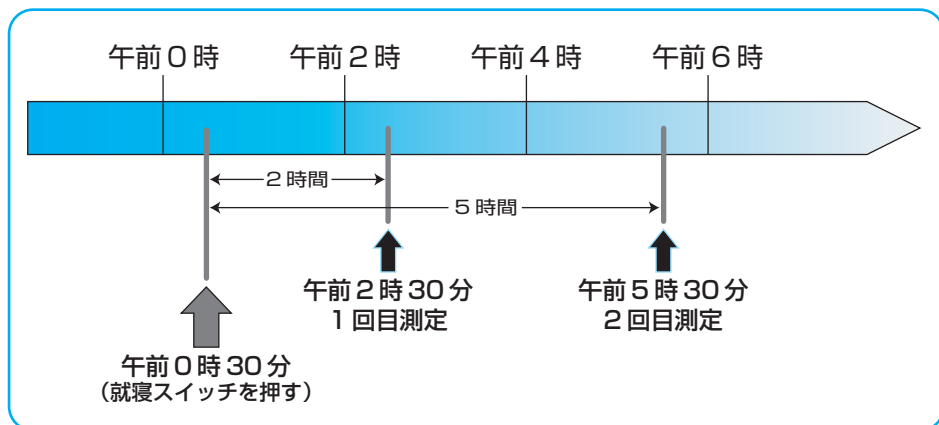 午前0時 午前2時 午前4時 午前6時
2時間
5時間
午前2時30分
1回目測定
午前5時30分
2回目測定
午前0時30分
（就寝スイッチを押す）